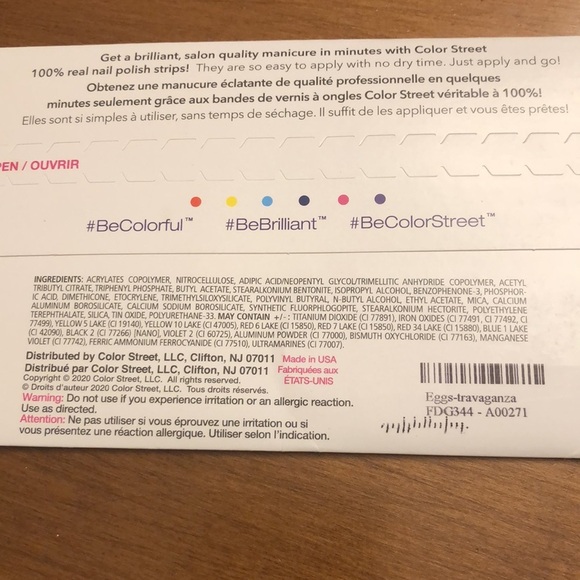 Get a brilliant, salon quality manicure in minutes with Color Street
100% real nail polish strips! They are so easy to apply with no dry time. Just apply and go!
Obtenez une manucure éclatante de qualité professionnelle en quelques
minutes seulement grâce aux bandes de vernis à ongles Color Street véritable à 100%!
Elles sont si simples à utiliser, sans temps de séchage. Il suffit de les appliquer et vous êtes prêtes!
PEN / OUVRIR
#BeColorful™ #BeBrilliant™ #BeColorStreet™
INGREDIENTS: ACRYLATES COPOLYMER, NITROCELLULOSE, ADIPIC ACID/NEOPENTYL GLYCOL/TRIMELLITIC ANHYDRIDE COPOLYMER, ACETYL
TRIBUTYL CITRATE, TRIPHENYL PHOSPHATE, BUTYL ACETATE, STEARALKONIUM BENTONITE, ISOPROPYL ALCOHOL, BENZOPHENONE-3, PHOSPHOR-
IC ACID, DIMETHICONE, ETOCRYLENE, TRIMETHYLSILOXYSILICATE, POLYVINYL BUTYRAL, N-BUTYL ALCOHOL, ETHYL ACETATE, MICA, CALCIUM
ALUMINUM BOROSILICATE, CALCIUM SODIUM BOROSILICATE, SYNTHETIC FLUORPHLOGOPITE, STEARALKONIUM HECTORITE, POLYETHYLENE
TEREPHTHALATE, SILICA, TIN OXIDE, POLYURETHANE-33. MAY CONTAIN +/- : TITANIUM DIOXIDE (CI 77891), IRON OXIDES (CI 77491, CI 77492, CI
77499), YELLOW 5 LAKE (CI 19140), YELLOW 10 LAKE (CI 47005), RED 6 LAKE (CI 15850), RED 7 LAKE (CI 15850), RED 34 LAKE (CI 15880), BLUE 1 LAKE
(CI 42090), BLACK 2 (CI 77266) [NANO], VIOLET 2 (CI 60725), ALUMINUM POWDER (CI 77000), BISMUTH OXYCHLORIDE (CI 77163), MANGANESE
VIOLET (CI 77742), FERRIC AMMONIUM FERROCYANIDE (CI 77510), ULTRAMARINES (CI 77007).
Distributed by Color Street, LLC, Clifton, NJ 07011 Made in USA
Distribué par Color Street, LLC, Clifton, NJ 07011 Fabriquées aux
Copyright © 2020 Color Street, LLC. All rights reserved. ÉTATS-UNIS
© Droits d'auteur 2020 Color Street, LLC. Tous droits réservés.
Warning: Do not use if you experience irritation or an allergic reaction.
Use as directed.
Attention: Ne pas utiliser si vous éprouvez une irritation ou si
vous présentez une réaction allergique. Utiliser selon l'indication.
Eggs-travaganza
FDG344 - A00271